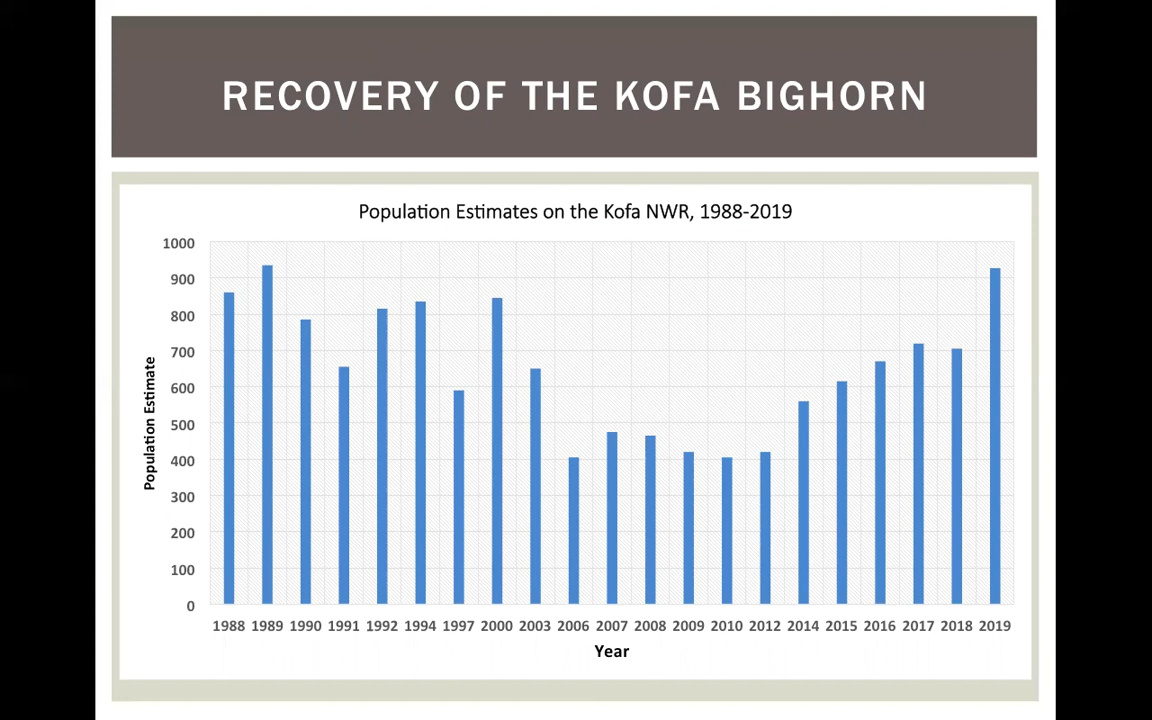 RECOVERY OF THE KOFA BIGHORN
Population Estimates on the Kofa NWR, 1988-2019
1000
900
800
700
600
500
400
300
200
100
0
Population Estimate
1988 1989 1990 1991 1992 1994 1997 2000 2003 2006 2007 2008 2009 2010 2012 2014 2015 2016 2017 2018 2019
Year